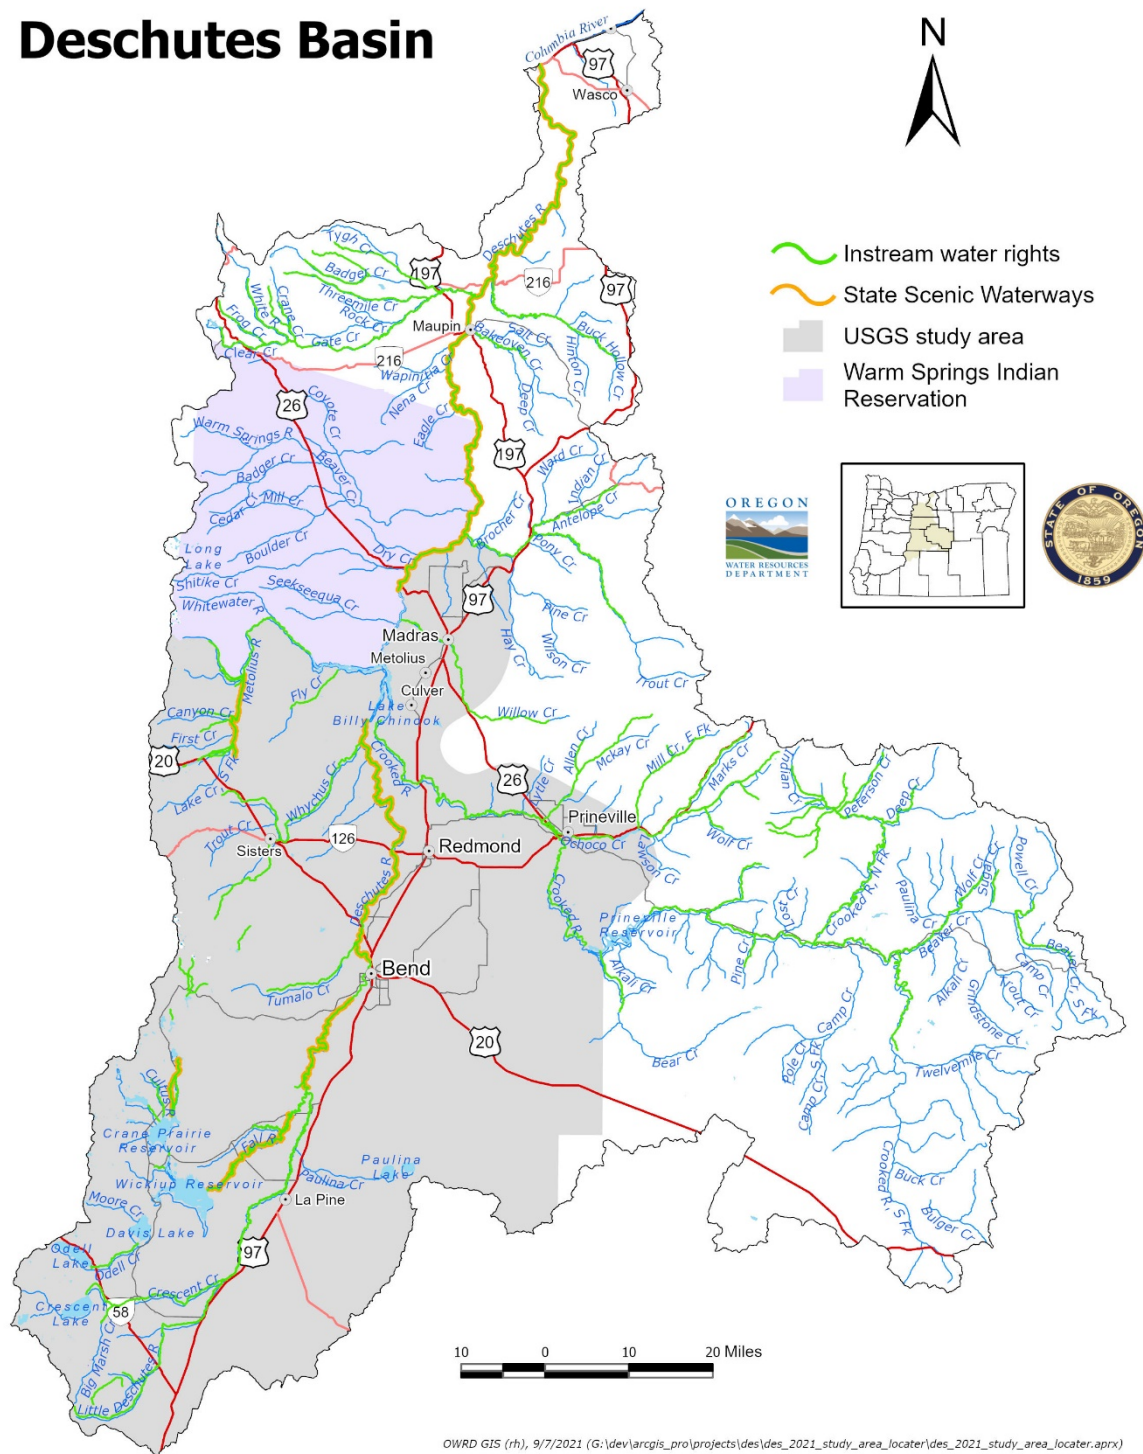 Deschutes Basin
Columbia River
N
97
Wasco
Deschutes R
Instream water rights
State Scenic Waterways
USGS study area
Warm Springs Indian
Reservation
Tygh Cr
Badger Cr
197
216
97
White R
Crane Cr
Threemile Cr
Rock Cr
Frog Cr
Gate Cr
Maupin
Salt Cr
Bakeoven Cr
Buck Hollow Cr
Hinton Cr
Clear Cr
216
Wapinitia Cr
Nena Cr
Deep Cr
Eagle Cr
26
Coyote Cr
Warm Springs R
Beaver Cr
Badger Cr
Mill Cr
Cedar Cr
197
Ward Cr
Indian Cr
Antelope Cr
Brocher Cr
Pony Cr
Long
Lake
Boulder Cr
Dry Cr
Shitike Cr
Seekseequa Cr
Whitewater R
97
Pine Cr
Wilson Cr
Hay Cr
Trout Cr
OREGON
WATER RESOURCES
DEPARTMENT
STATE OF OREGON
1859
Madras
Metolius
Culver
Metolius R
Fly Cr
Lake
Billy Chinook
Willow Cr
Canyon Cr
First Cr
20
Lake Cr, S Fk
Whychus Cr
Crooked R
26
Lytle Cr
Allen Cr
Mckay Cr
Mill Cr, E Fk
Marks Cr
Indian Cr
Peterson Cr
Deep Cr
Trout Cr
Sisters
126
Redmond
Prineville
Ochoco Cr
Lawson Cr
Wolf Cr
Deschutes R
Crooked R
Prineville
Reservoir
Lost Cr
Crooked R, N Fk
Paulina Cr
Wolf Cr
Sugar Cr
Powell Cr
Beaver Cr
Beaver Cr, S Fk
Bend
Tumalo Cr
Alkali Cr
Pine Cr
Alkali Cr
Camp Cr
Trout Cr
Grindstone Cr
20
Bear Cr
Camp Cr
Pole Cr
Camp Cr, S Fk
Twelvemile Cr
Cultus R
Crane Prairie
Reservoir
Fall R
Wickiup Reservoir
Paulina
Lake
Paulina Cr
La Pine
Moore Cr
Davis Lake
Crooked R, S Fk
Buck Cr
Bulger Cr
Odell
Lake
Odell Cr
97
Crescent Cr
Crescent
Lake
58
Big Marsh Cr
Little Deschutes R
10 0 10 20 Miles
OWRD GIS (rh), 9/7/2021 (G:\dev\arcgis_pro\projects\des\des_2021_study_area_locater\des_2021_study_area_locater.aprx)